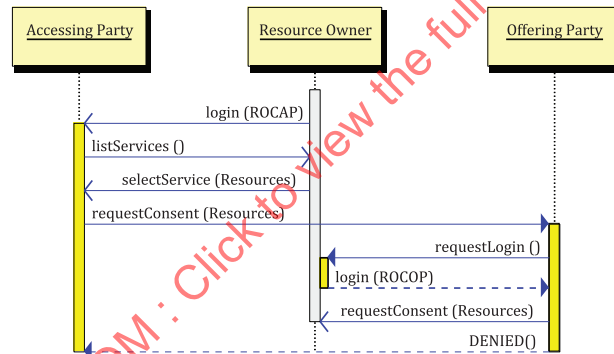 Accessing Party
Resource Owner
Offering Party
login (ROCAP)
listServices ()
selectService (Resources)
requestConsent (Resources)
requestLogin ()
login (ROCOP)
requestConsent (Resources)
DENIED()
OM : Click to view the full